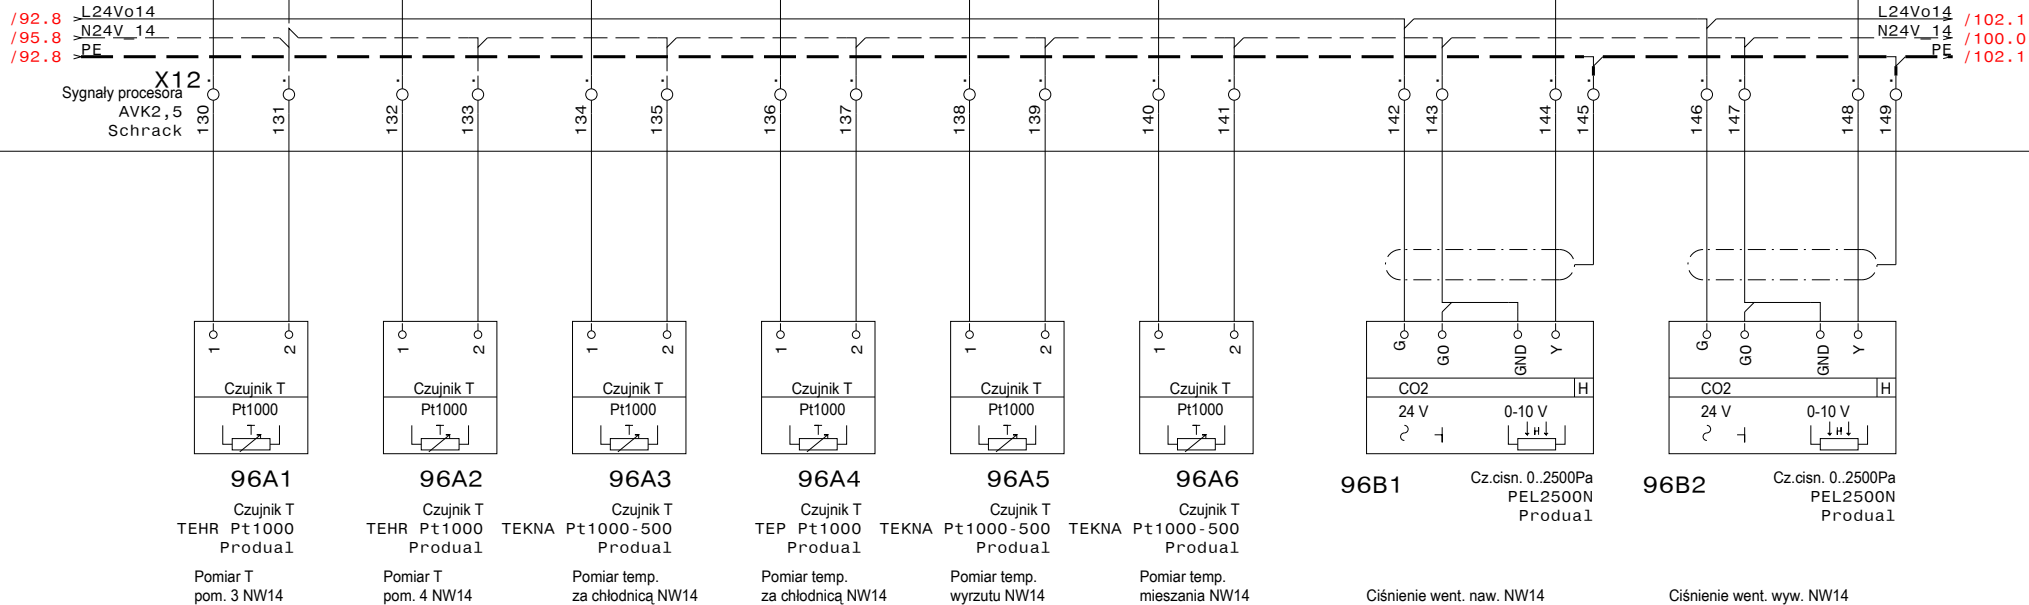 /92.8 L24Vo14 L24Vo14 /102.1
/95.8 N24V_14 N24V_14 /100.0
/92.8 PE PE /102.1
X12
Sygnały procesora
AVK2,5
Schrack
130 131 132 133 134 135 136 137 138 139 140 141 142 143 144 145 146 147 148 149
1 2 1 2 1 2 1 2 1 2 1 2 G G0 GND Y G G0 GND Y
Czujnik T Czujnik T Czujnik T Czujnik T Czujnik T Czujnik T CO2 H CO2 H
Pt1000 Pt1000 Pt1000 Pt1000 Pt1000 Pt1000 24 V 0-10 V 24 V 0-10 V
T T T T T T H H
96A1 96A2 96A3 96A4 96A5 96A6 96B1 Cz.cisn. 0..2500Pa 96B2 Cz.cisn. 0..2500Pa
Czujnik T Czujnik T Czujnik T Czujnik T Czujnik T Czujnik T PEL2500N PEL2500N
TEHR Pt1000 TEHR Pt1000 TEKNA Pt1000-500 TEP Pt1000 TEKNA Pt1000-500 TEKNA Pt1000-500 Produal Produal
Produal Produal Produal Produal Produal Produal
Pomiar T Pomiar T Pomiar temp. Pomiar temp. Pomiar temp. Pomiar temp.
pom. 3 NW14 pom. 4 NW14 za chłodnicą NW14 za chłodnicą NW14 wyrzutu NW14 mieszania NW14 Ciśnienie went. naw. NW14 Ciśnienie went. wyw. NW14